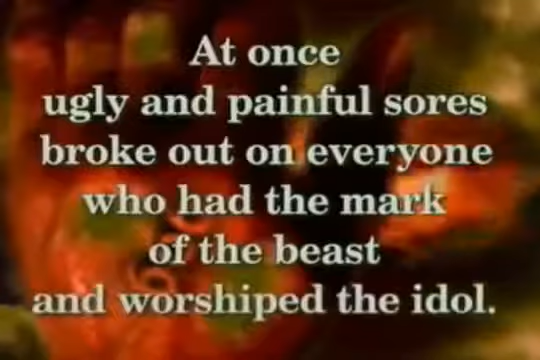 At once
ugly and painful sores
broke out on everyone
who had the mark
of the beast
and worshiped the idol.